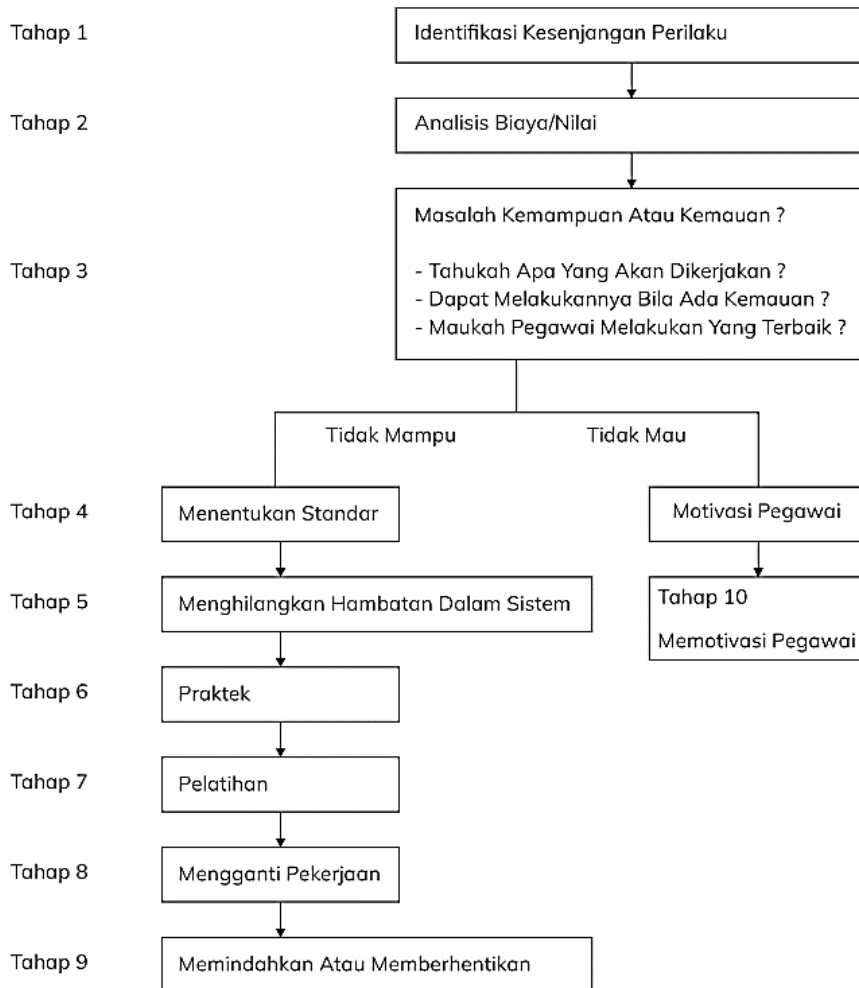 Tahap 1
Identifikasi Kesenjangan Perilaku
Tahap 2
Analisis Biaya/Nilai
Tahap 3
Masalah Kemampuan Atau Kemauan ?
- Tahukah Apa Yang Akan Dikerjakan ?
- Dapat Melakukannya Bila Ada Kemauan ?
- Maukah Pegawai Melakukan Yang Terbaik ?
Tidak Mampu
Tidak Mau
Tahap 4
Menentukan Standar
Motivasi Pegawai
Tahap 5
Menghilangkan Hambatan Dalam Sistem
Tahap 10
Memotivasi Pegawai
Tahap 6
Praktek
Tahap 7
Pelatihan
Tahap 8
Mengganti Pekerjaan
Tahap 9
Memindahkan Atau Memberhentikan